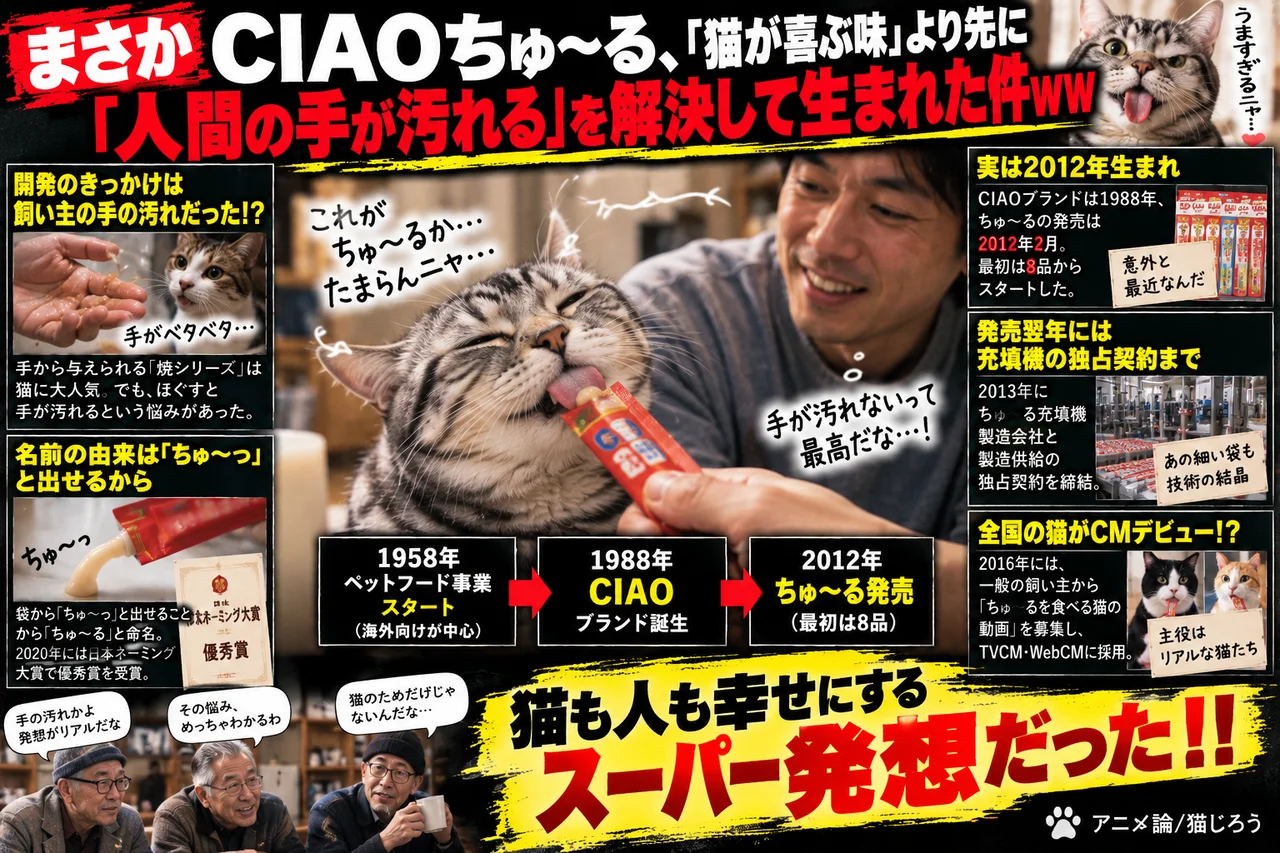 まさか CIAOちゅ〜る、「猫が喜ぶ味」より先に
「人間の手が汚れる」を解決して生まれた件ww
うますぎるニャ…
開発のきっかけは
飼い主の手の汚れだった!?
手がベタベタ…
手から与えられる「焼シリーズ」は
猫に大人気。でも、ほぐすと
手が汚れるという悩みがあった。
名前の由来は「ちゅ〜っ」
と出せるから
ちゅ〜っ
袋から「ちゅ〜っ」と出せること
から「ちゅ〜る」と命名。
2020年には日本ネーミング
大賞で優秀賞を受賞。
ネーミング大賞
優秀賞
これが
ちゅ〜るか…
たまらんニャ…
手が汚れないって
最高だな…!
1958年
ペットフード事業
スタート
(海外向けが中心)
1988年
CIAO
ブランド誕生
2012年
ちゅ〜る発売
(最初は8品)
実は2012年生まれ
CIAOブランドは1988年、
ちゅ〜るの発売は
2012年2月。
最初は8品から
スタートした。
意外と
最近なんだ
発売翌年には
充填機の独占契約まで
2013年に
ちゅ る充填機
製造会社と
製造供給の
独占契約を締結。
あの細い袋も
技術の結晶
全国の猫がCMデビュー!?
2016年には、
一般の飼い主から
「ちゅ〜るを食べる猫の
動画」を募集し、
TVCM・WebCMに採用。
主役は
リアルな猫たち
手の汚れかよ
発想がリアルだな
その悩み、
めっちゃわかるわ
猫のためだけじゃ
ないんだな…
猫も人も幸せにする
スーパー発想だった!!
アニメ論/猫じろう